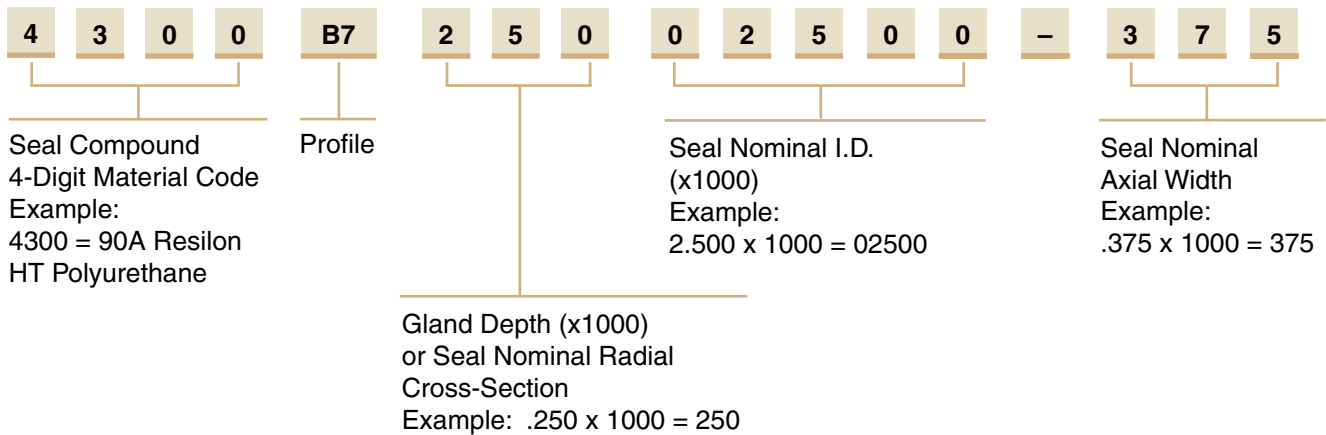 4 3 0 0 B7 2 5 0 0 2 5 0 0 – 3 7 5
Seal Compound
4-Digit Material Code
Example:
4300 = 90A Resilon
HT Polyurethane
Profile
Gland Depth (x1000)
or Seal Nominal Radial
Cross-Section
Example: .250 x 1000 = 250
Seal Nominal I.D.
(x1000)
Example:
2.500 x 1000 = 02500
Seal Nominal
Axial Width
Example:
.375 x 1000 = 375